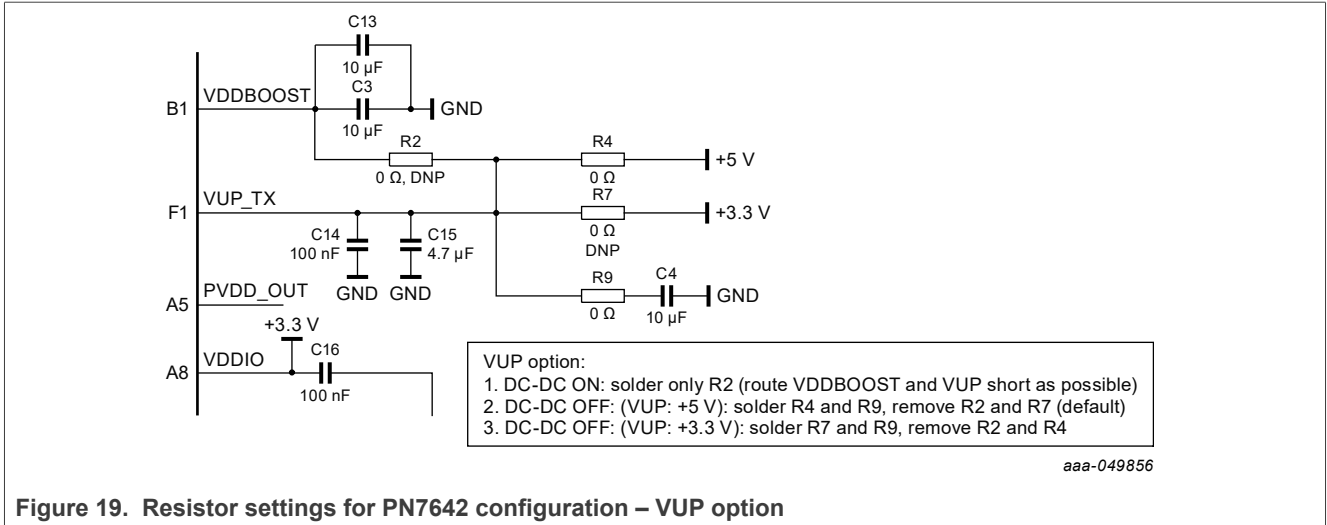 C13
10 µF
B1 VDDBOOST
C3
10 µF
GND
R2
0 Ω, DNP
R4
0 Ω
+5 V
F1 VUP_TX
R7
0 Ω
DNP
+3.3 V
C14
100 nF
C15
4.7 µF
GND GND
R9
0 Ω
C4
10 µF
GND
A5 PVDD_OUT
+3.3 V
A8 VDDIO
C16
100 nF
VUP option:
1. DC-DC ON: solder only R2 (route VDDBOOST and VUP short as possible)
2. DC-DC OFF: (VUP: +5 V): solder R4 and R9, remove R2 and R7 (default)
3. DC-DC OFF: (VUP: +3.3 V): solder R7 and R9, remove R2 and R4
aaa-049856
Figure 19. Resistor settings for PN7642 configuration – VUP option